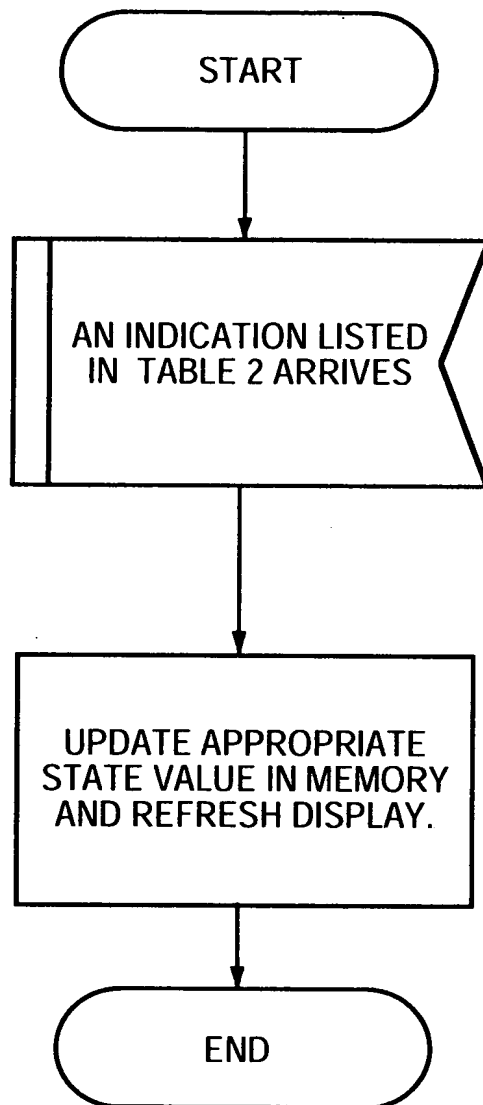 START
AN INDICATION LISTED
IN TABLE 2 ARRIVES
UPDATE APPROPRIATE
STATE VALUE IN MEMORY
AND REFRESH DISPLAY.
END